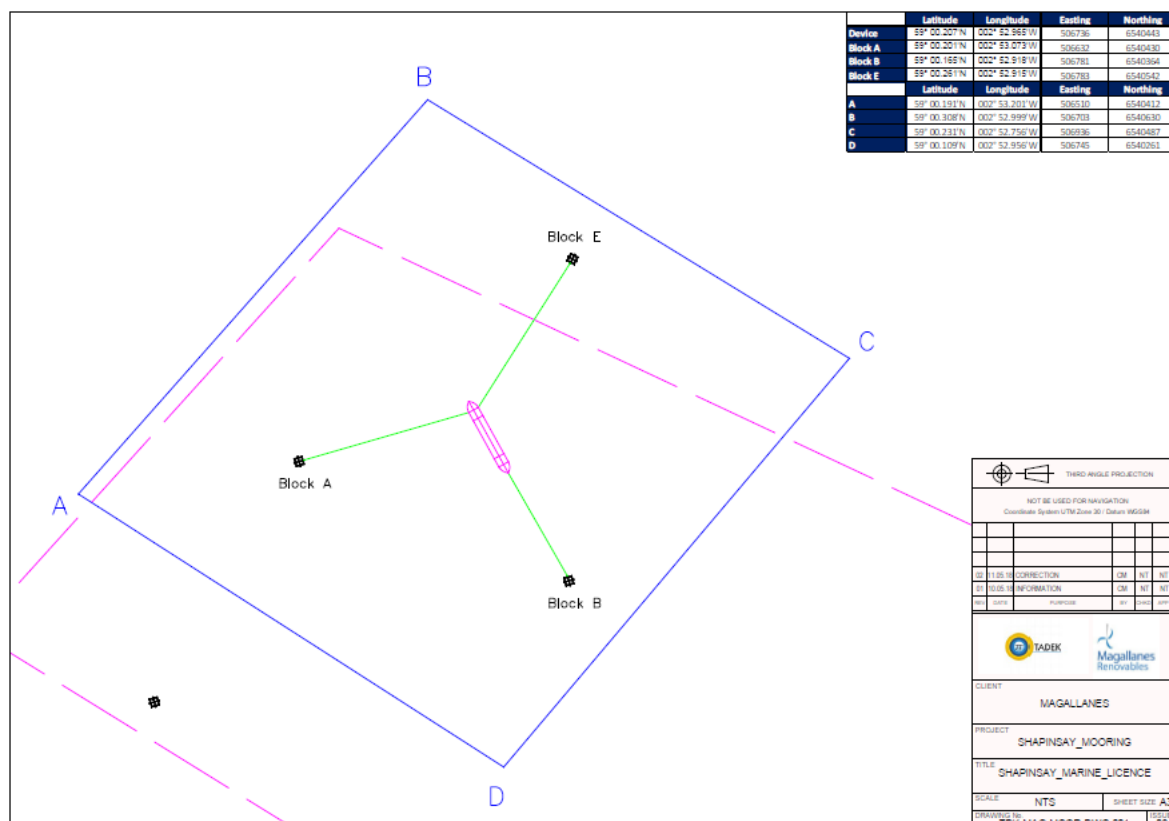 Latitude Longitude Easting Northing
Device 59° 00.207'N 002° 52.965'W 506736 6540443
Block A 59° 00.201'N 002° 53.073'W 506632 6540430
Block B 59° 00.165'N 002° 52.918'W 506781 6540364
Block E 59° 00.261'N 002° 52.915'W 506783 6540542
Latitude Longitude Easting Northing
A 59° 00.191'N 002° 53.201'W 506510 6540412
B 59° 00.308'N 002° 52.999'W 506703 6540630
C 59° 00.231'N 002° 52.756'W 506936 6540487
D 59° 00.109'N 002° 52.956'W 506745 6540261
B
Block E
C
Block A
A
Block B
D
THIRD ANGLE PROJECTION
NOT BE USED FOR NAVIGATION
Coordinate System UTM Zone 30 / Datum WGS84
02 11.05.18 CORRECTION CM NT NT
01 10.05.18 INFORMATION CM NT NT
REV DATE PURPOSE BY CHKD APP
TADEK
Magallanes
Renovables
CLIENT
MAGALLANES
PROJECT
SHAPINSAY_MOORING
TITLE
SHAPINSAY_MARINE_LICENCE
SCALE NTS SHEET SIZE A3
DRAWING No.